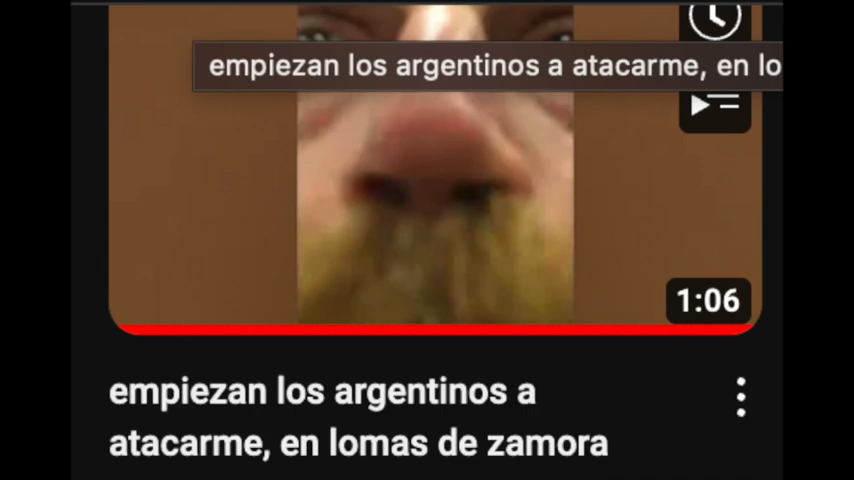 empiezan los argentinos a atacarme, en lo
1:06
empiezan los argentinos a
atacarme, en lomas de zamora